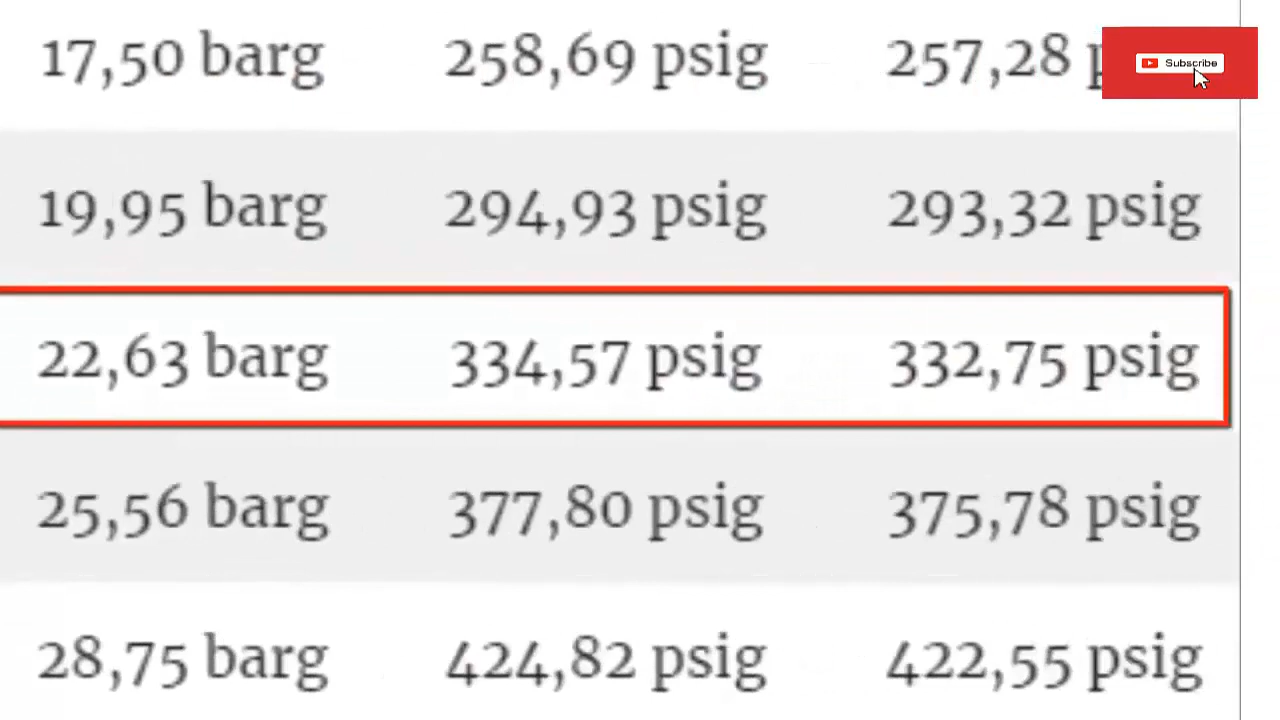 17,50 barg 258,69 psig 257,28
Subscribe
19,95 barg 294,93 psig 293,32 psig
22,63 barg 334,57 psig 332,75 psig
25,56 barg 377,80 psig 375,78 psig
28,75 barg 424,82 psig 422,55 psig